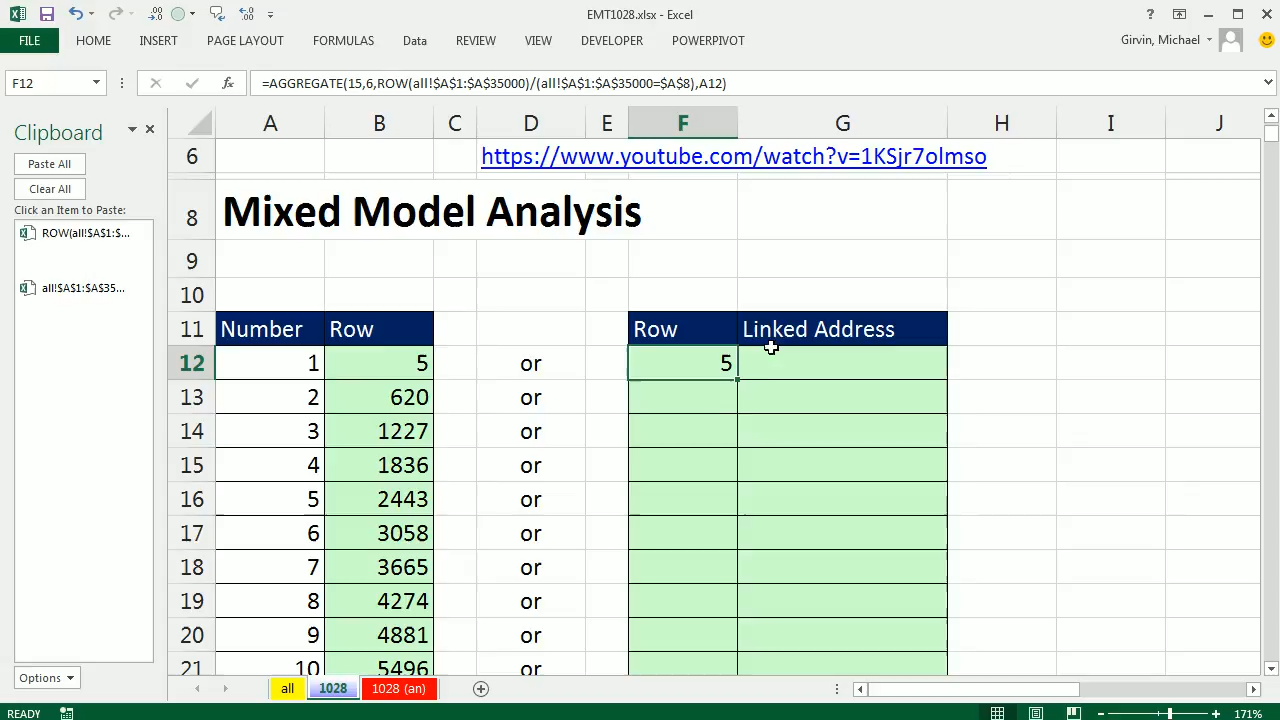 EMT1028.xlsx - Excel
FILE HOME INSERT PAGE LAYOUT FORMULAS Data REVIEW VIEW DEVELOPER POWERPIVOT Girvin, Michael
F12 =AGGREGATE(15,6,ROW(all!$A$1:$A$35000)/(all!$A$1:$A$35000=$A$8),A12)
Clipboard
Paste All
Clear All
Click an Item to Paste:
ROW(all!$A$1:$...
all!$A$1:$A$35...
Options
A B C D E F G H I J
6 https://www.youtube.com/watch?v=1KSjr7olmso
8 Mixed Model Analysis
9
10
11 Number Row Row Linked Address
12 1 5 or 5
13 2 620 or
14 3 1227 or
15 4 1836 or
16 5 2443 or
17 6 3058 or
18 7 3665 or
19 8 4274 or
20 9 4881 or
21 10 5496 or
all 1028 1028 (an)
READY 171%